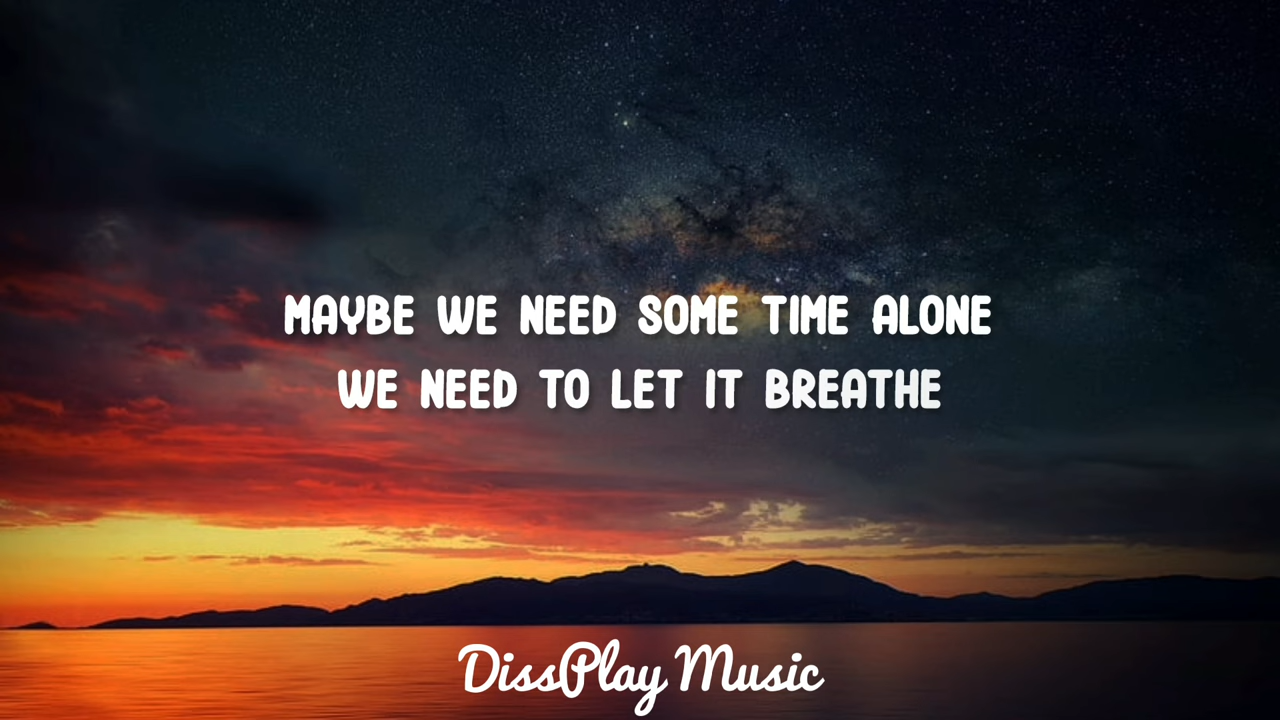 MAYBE WE NEED SOME TIME ALONE
WE NEED TO LET IT BREATHE
DissPlay Music